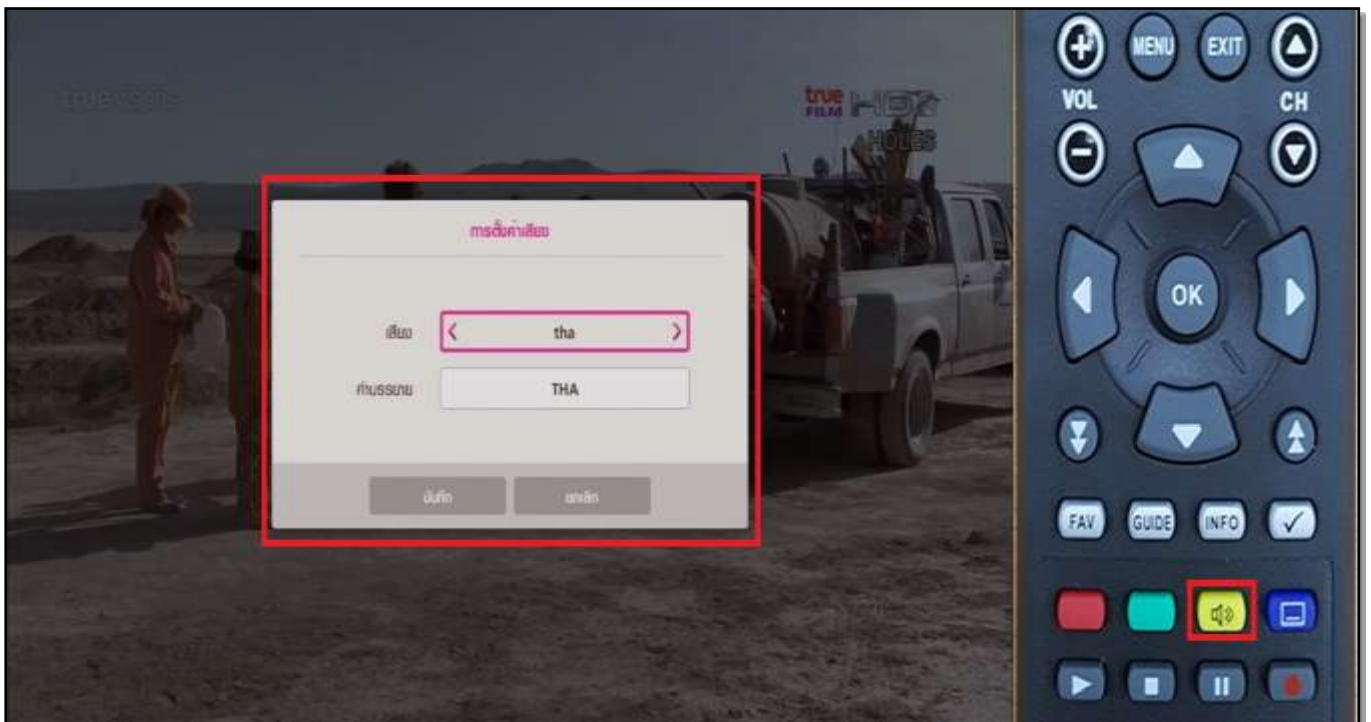 truevisions
true
FILM HD2
HOLES
การตั้งค่าเสียง
เสียง
tha
คำบรรยาย
THA
บันทึก
ยกเลิก
MENU
EXIT
VOL
CH
OK
FAV
GUIDE
INFO